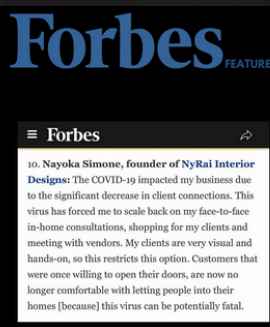 Forbes
FEATURE
Forbes
10. Nayoka Simone, founder of NyRai Interior
Designs: The COVID-19 impacted my business due
to the significant decrease in client connections. This
virus has forced me to scale back on my face-to-face
in-home consultations, shopping for my clients and
meeting with vendors. My clients are very visual and
hands-on, so this restricts this option. Customers that
were once willing to open their doors, are now no
longer comfortable with letting people into their
homes [because] this virus can be potentially fatal.